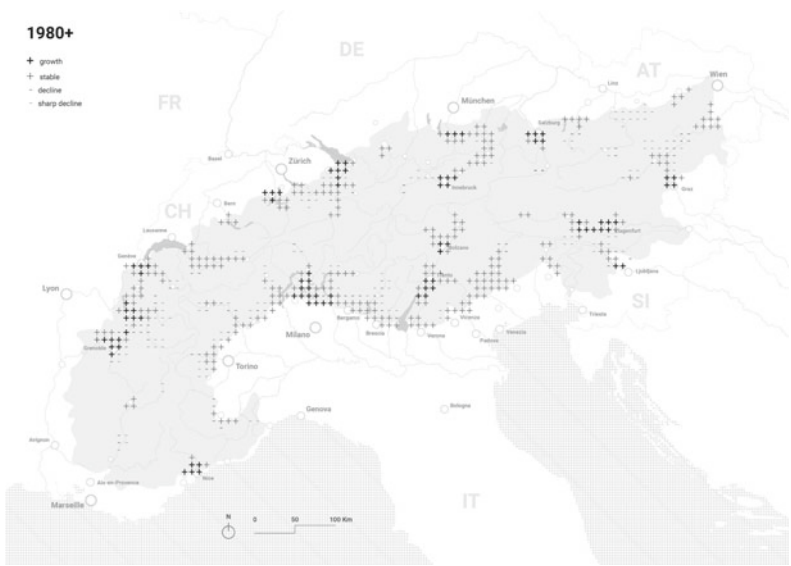 1980+
growth
stable
decline
sharp decline
DE
AT
FR
CH
SI
IT
Linz
Wien
München
Salzburg
Basel
Zürich
Innsbruck
Graz
Bern
Lausanne
Bolzano
Klagenfurt
Genève
Trento
Ljubljana
Lyon
Bergamo
Vicenza
Trieste
Milano
Brescia
Verona
Padova
Venezia
Grenoble
Torino
Genova
Bologna
Avignon
Aix-en-Provence
Nice
Marseille
N
0 50 100 Km